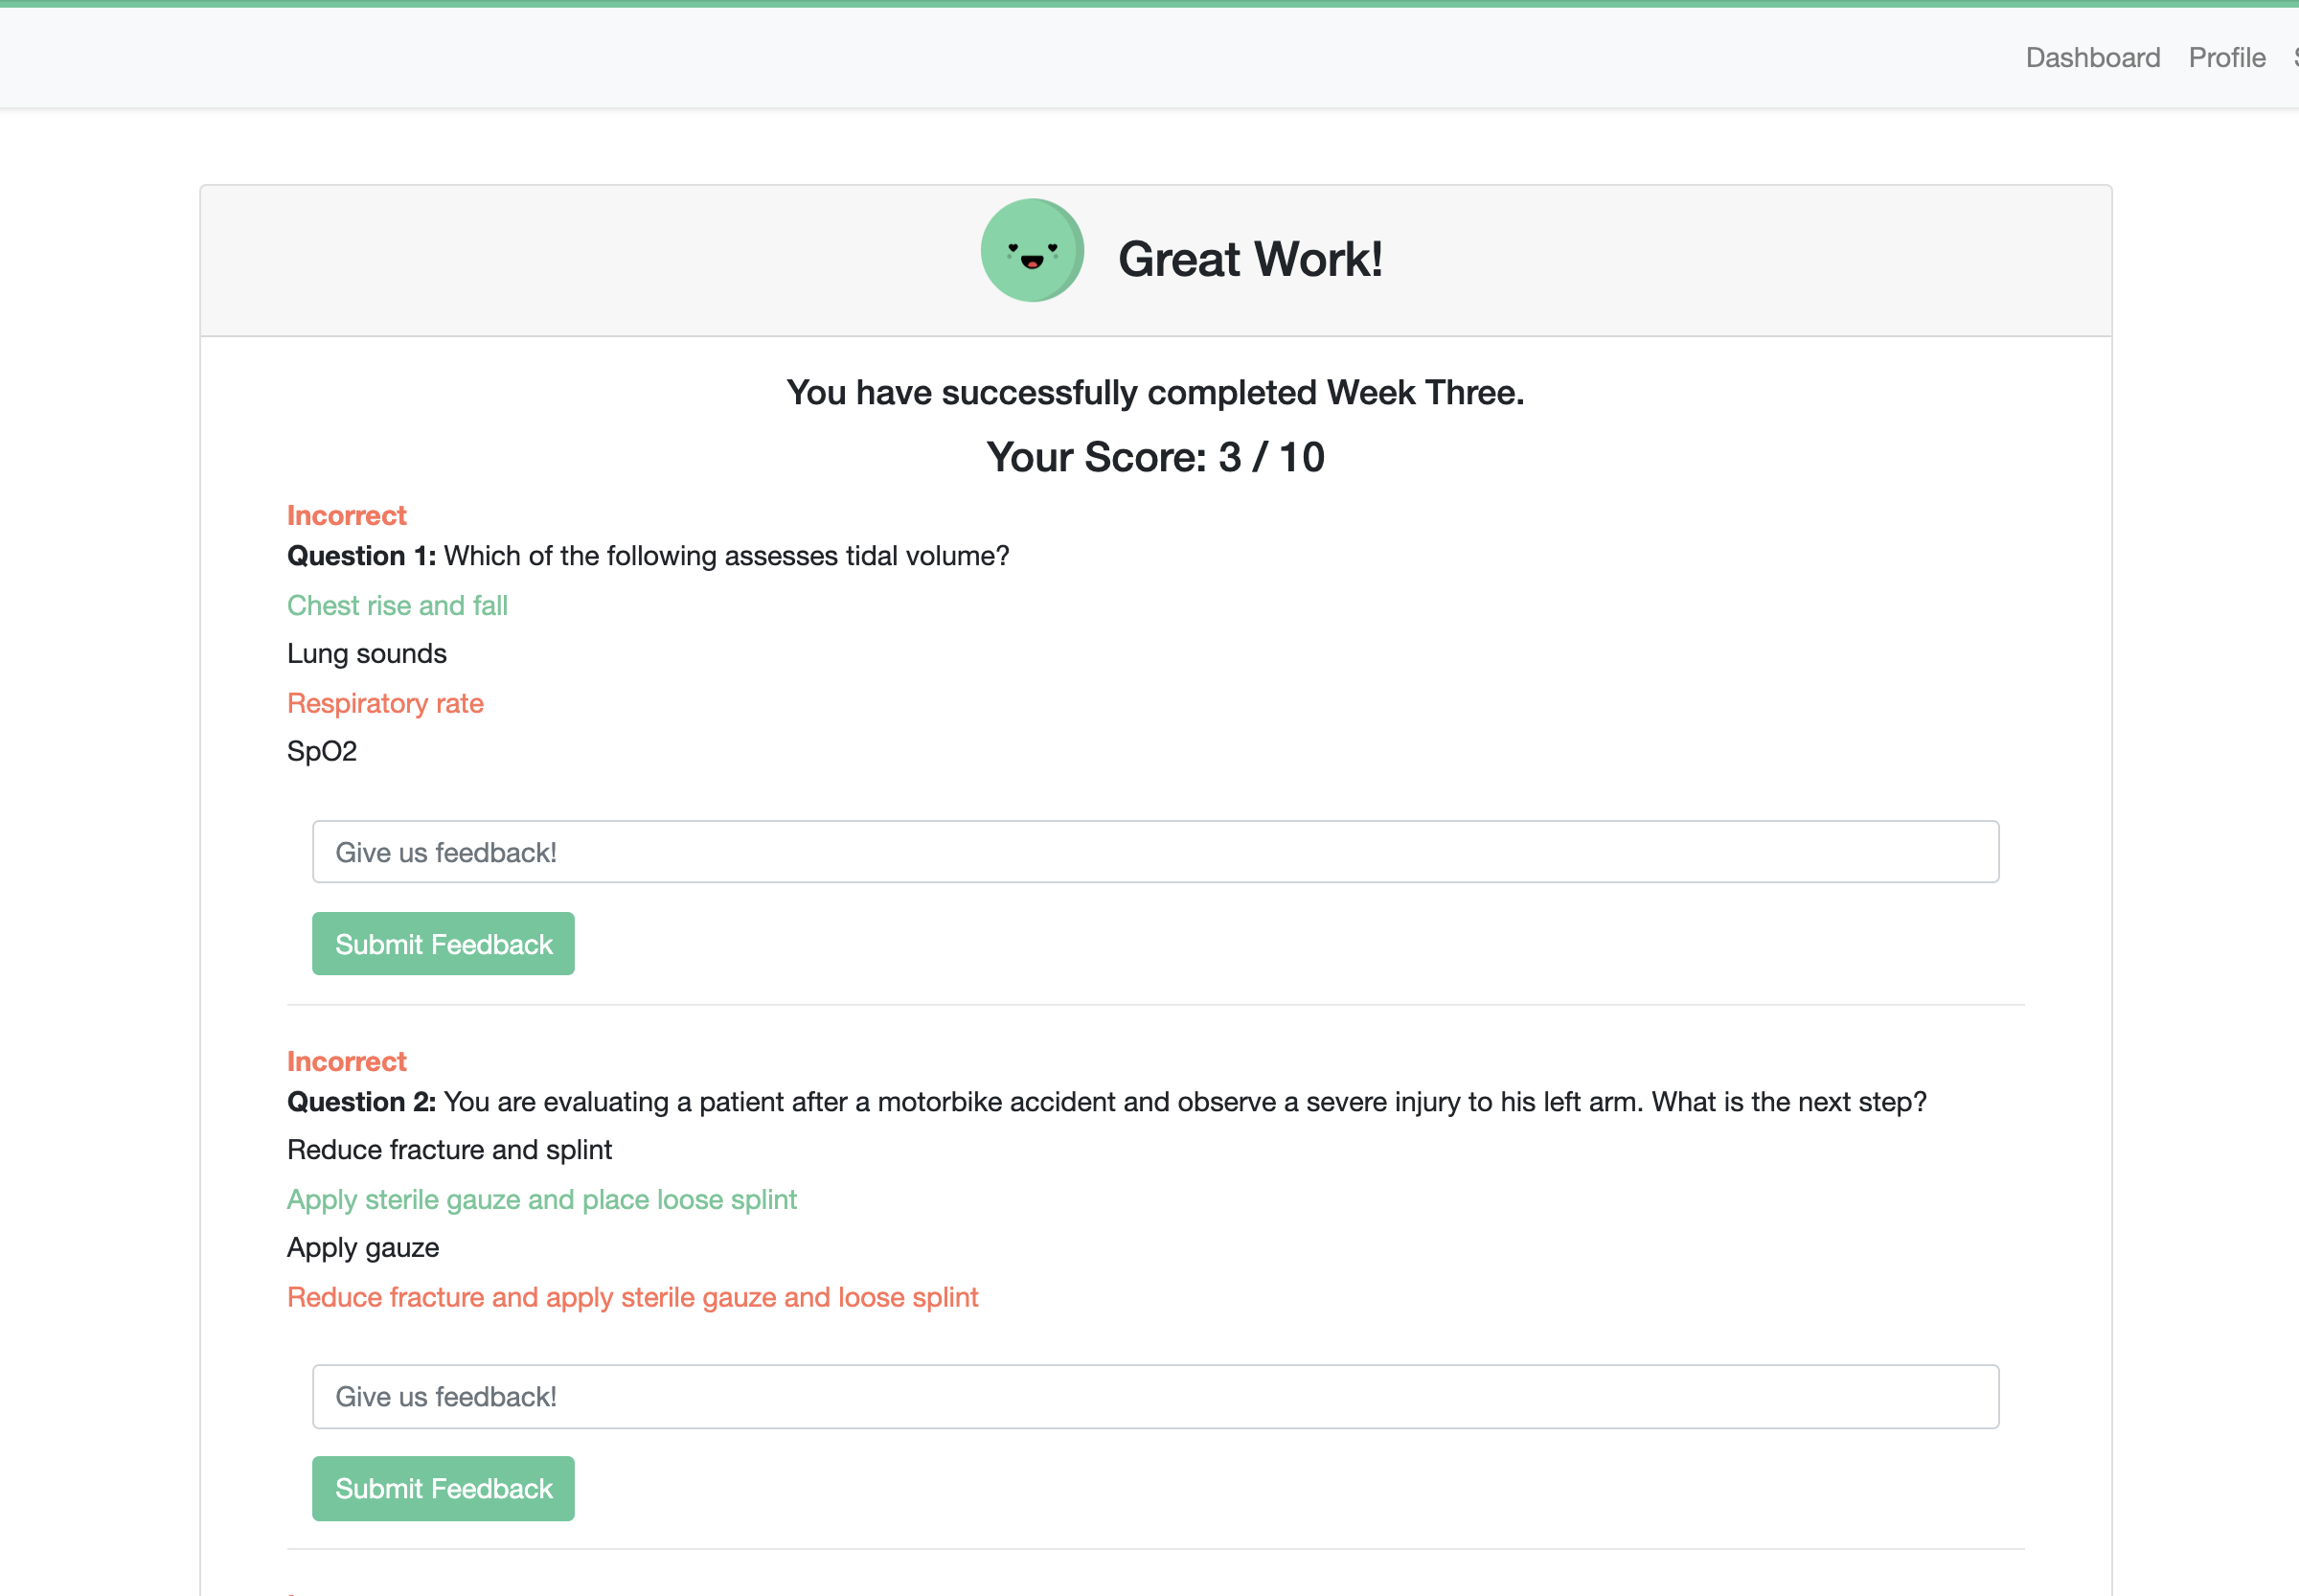 Dashboard Profile
Great Work!
You have successfully completed Week Three.
Your Score: 3 / 10
Incorrect
Question 1: Which of the following assesses tidal volume?
Chest rise and fall
Lung sounds
Respiratory rate
SpO2
Give us feedback!
Submit Feedback
Incorrect
Question 2: You are evaluating a patient after a motorbike accident and observe a severe injury to his left arm. What is the next step?
Reduce fracture and splint
Apply sterile gauze and place loose splint
Apply gauze
Reduce fracture and apply sterile gauze and loose splint
Give us feedback!
Submit Feedback